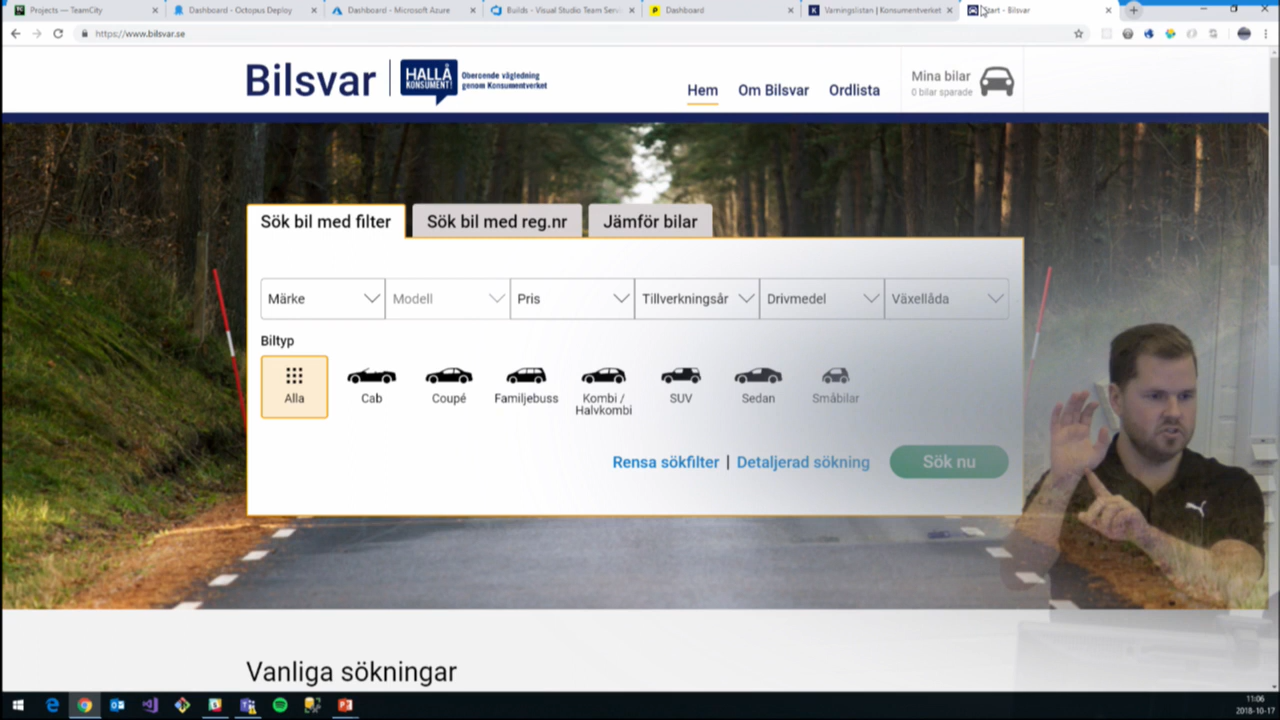 Projects — TeamCity
Dashboard - Octopus Deploy
Dashboard - Microsoft Azure
Builds - Visual Studio Team Serv
Dashboard
Varningslistan | Konsumentverket
Start - Bilsvar
https://www.bilsvar.se
Bilsvar
HALLÅ
KONSUMENT!
Oberoende vägledning
genom Konsumentverket
Hem
Om Bilsvar
Ordlista
Mina bilar
0 bilar sparade
Sök bil med filter
Sök bil med reg.nr
Jämför bilar
Märke
Modell
Pris
Tillverkningsår
Drivmedel
Växellåda
Biltyp
Alla
Cab
Coupé
Familjebuss
Kombi /
Halvkombi
SUV
Sedan
Småbilar
Rensa sökfilter | Detaljerad sökning
Sök nu
Vanliga sökningar
11:06
2018-10-17